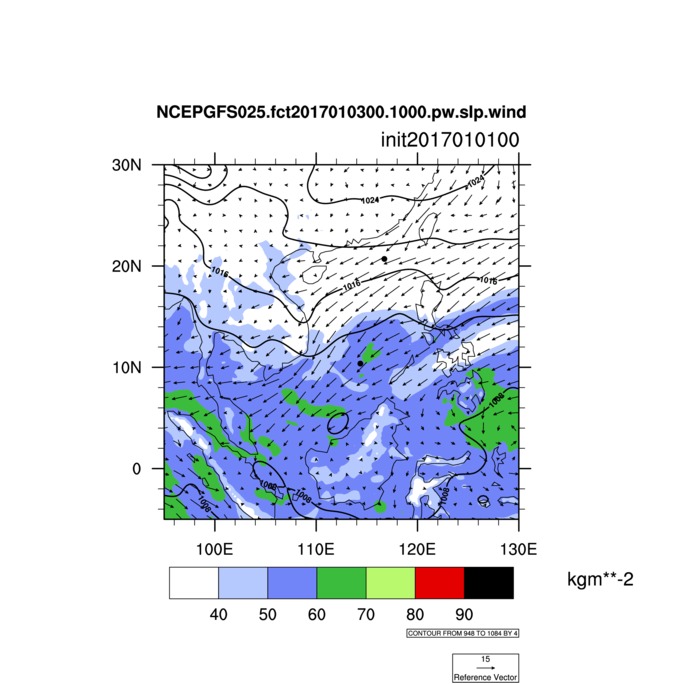 NCEPGFS025.fct2017010300.1000.pw.slp.wind
init2017010100
30N
20N
10N
0
1024
1024
1016
1016
1016
1008
1008
1008
1008
1008
100E 110E 120E 130E
40 50 60 70 80 90
kgm**-2
CONTOUR FROM 948 TO 1084 BY 4
15
Reference Vector